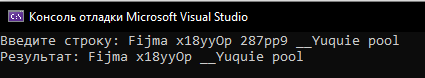 Консоль отладки Microsoft Visual Studio
Введите строку: Fijma x18yyOp 287pp9 __Yuquie pool
Результат: Fijma x18yyOp __Yuquie pool